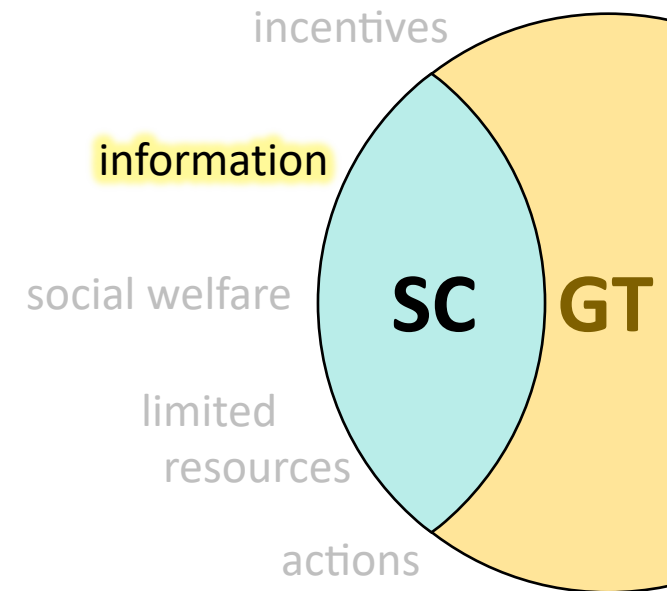 incentives
information
social welfare
SC GT
limited
resources
actions